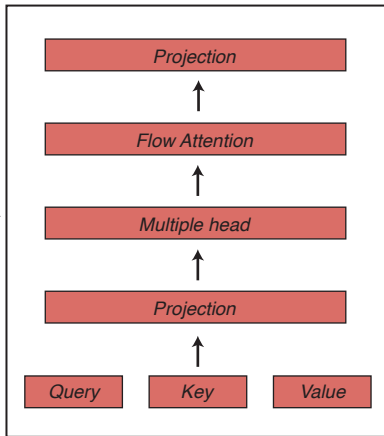 Projection
Flow Attention
Multiple head
Projection
Query Key Value